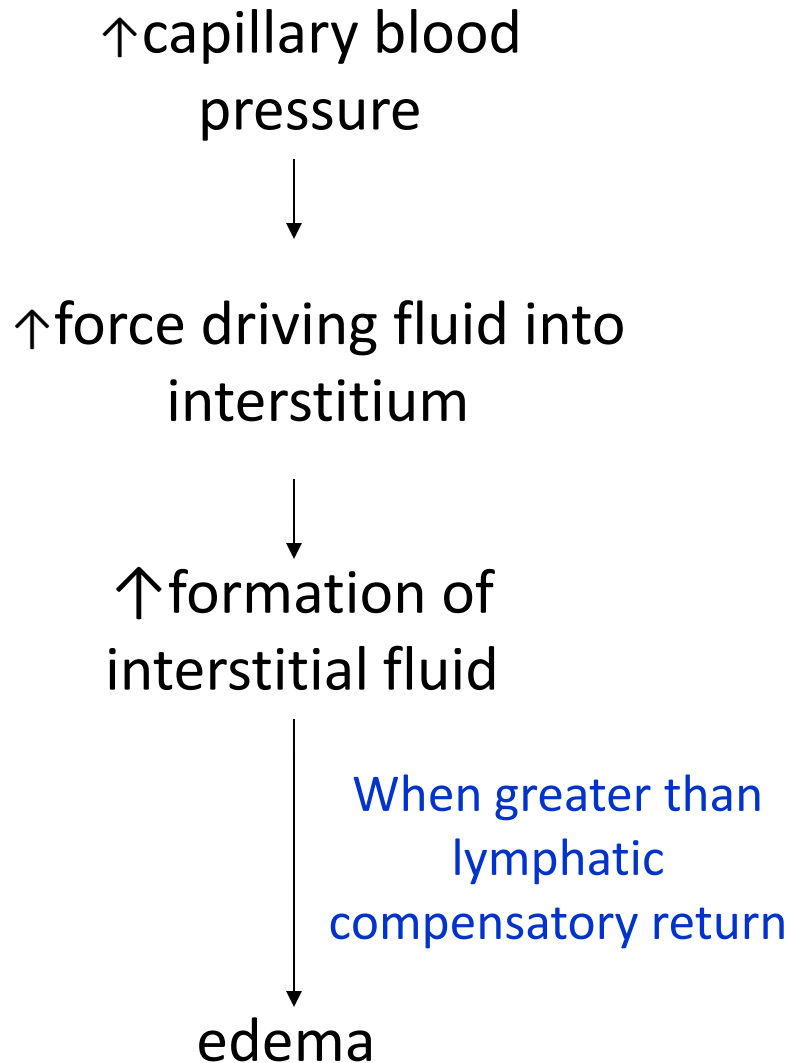 ↑capillary blood
pressure
↑force driving fluid into
interstitium
↑formation of
interstitial fluid
When greater than
lymphatic
compensatory return
edema